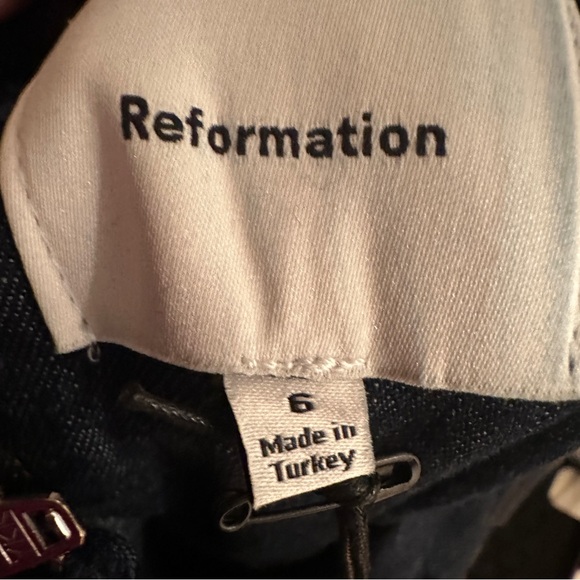 Reformation
6
Made in
Turkey